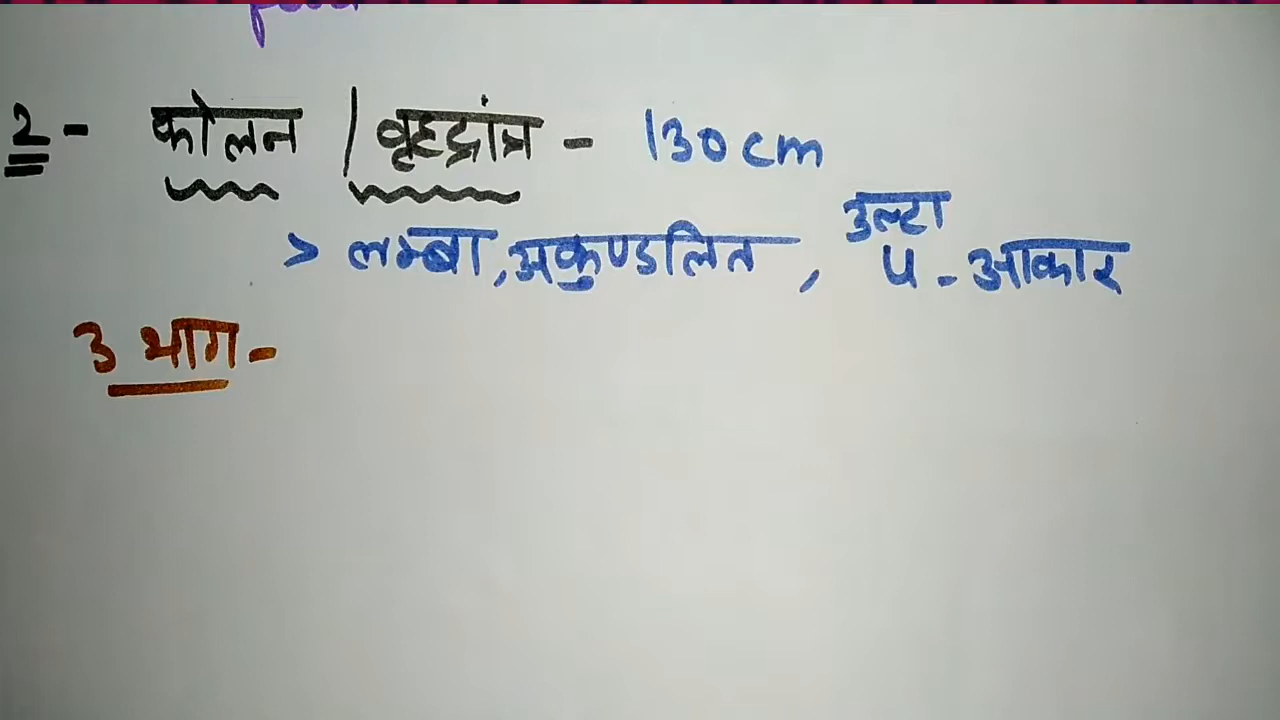 2- कोलन / वृहद्रांत्र - 130 cm
> लम्बा, अकुण्डलित, उल्टा U-आकार
3 भाग-